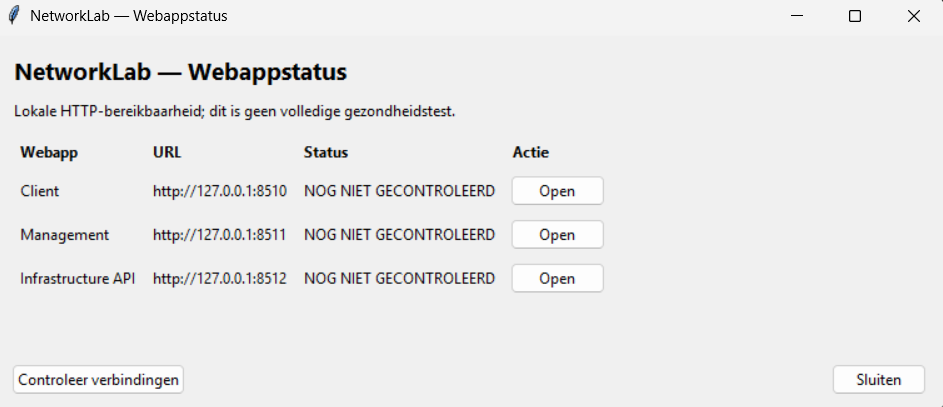 NetworkLab — Webappstatus
NetworkLab — Webappstatus
Lokale HTTP-bereikbaarheid; dit is geen volledige gezondheidstest.
Webapp URL Status Actie
Client http://127.0.0.1:8510 NOG NIET GECONTROLEERD Open
Management http://127.0.0.1:8511 NOG NIET GECONTROLEERD Open
Infrastructure API http://127.0.0.1:8512 NOG NIET GECONTROLEERD Open
Controleer verbindingen Sluiten